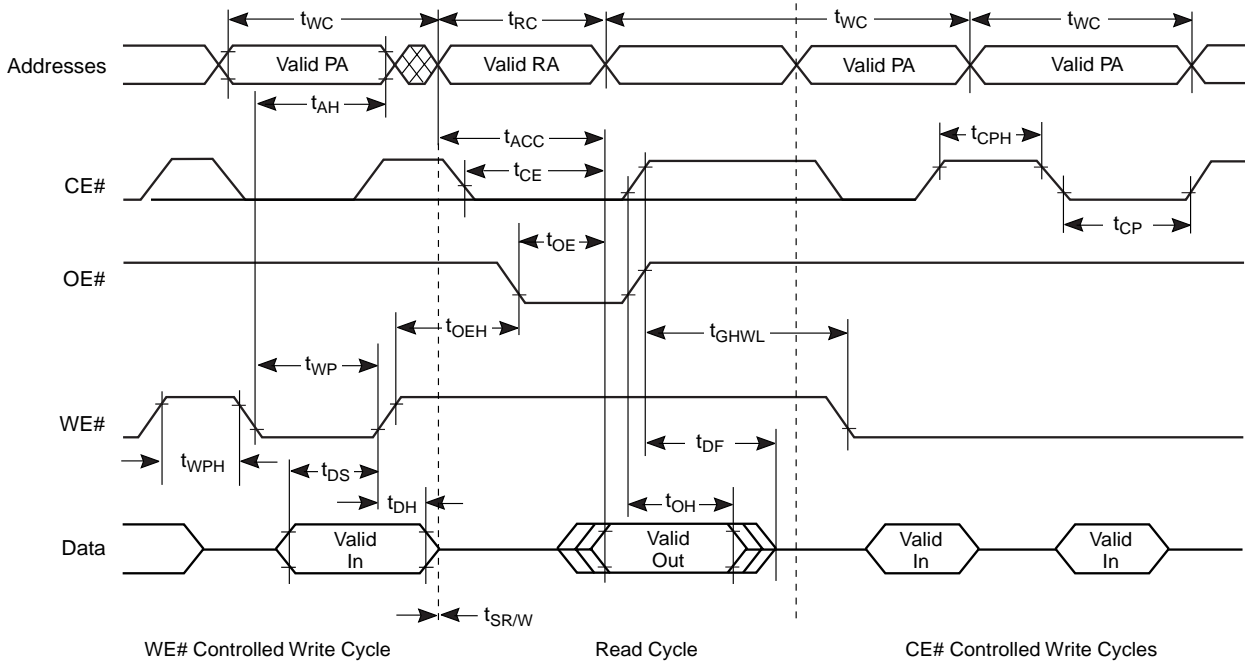 tWC tRC tWC tWC
Addresses Valid PA Valid RA Valid PA Valid PA
tAH
tACC tCPH
tCE
CE#
tOE tCP
OE#
tOEH tGHWL
tWP
WE#
tWPH tDS tDF
tDH tOH
Data Valid In Valid Out Valid In Valid In
tSR/W
WE# Controlled Write Cycle Read Cycle CE# Controlled Write Cycles